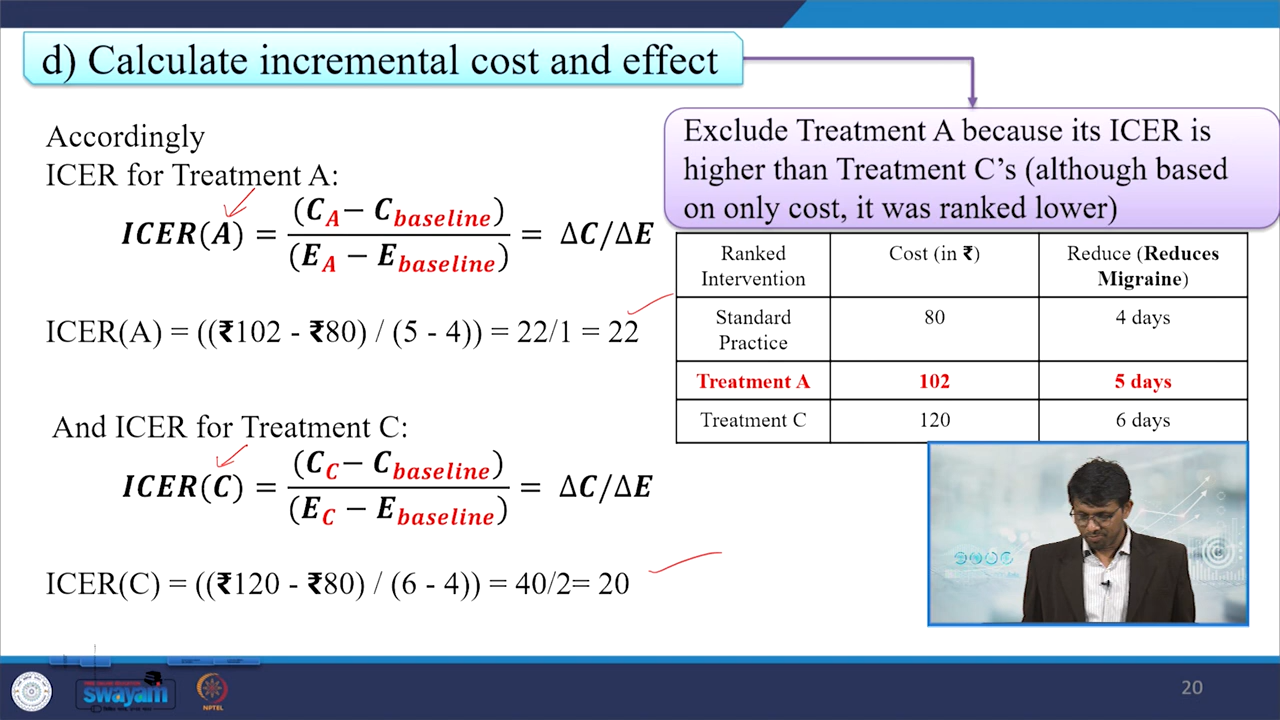 d) Calculate incremental cost and effect
Accordingly
ICER for Treatment A:
ICER(A) = (C_A − C_baseline) / (E_A − E_baseline) = ΔC/ΔE
ICER(A) = ((₹102 - ₹80) / (5 - 4)) = 22/1 = 22
And ICER for Treatment C:
ICER(C) = (C_C − C_baseline) / (E_C − E_baseline) = ΔC/ΔE
ICER(C) = ((₹120 - ₹80) / (6 - 4)) = 40/2= 20
Exclude Treatment A because its ICER is
higher than Treatment C’s (although based
on only cost, it was ranked lower)
Ranked Intervention | Cost (in ₹) | Reduce (Reduces Migraine)
Standard Practice | 80 | 4 days
Treatment A | 102 | 5 days
Treatment C | 120 | 6 days
swayam
NPTEL
20